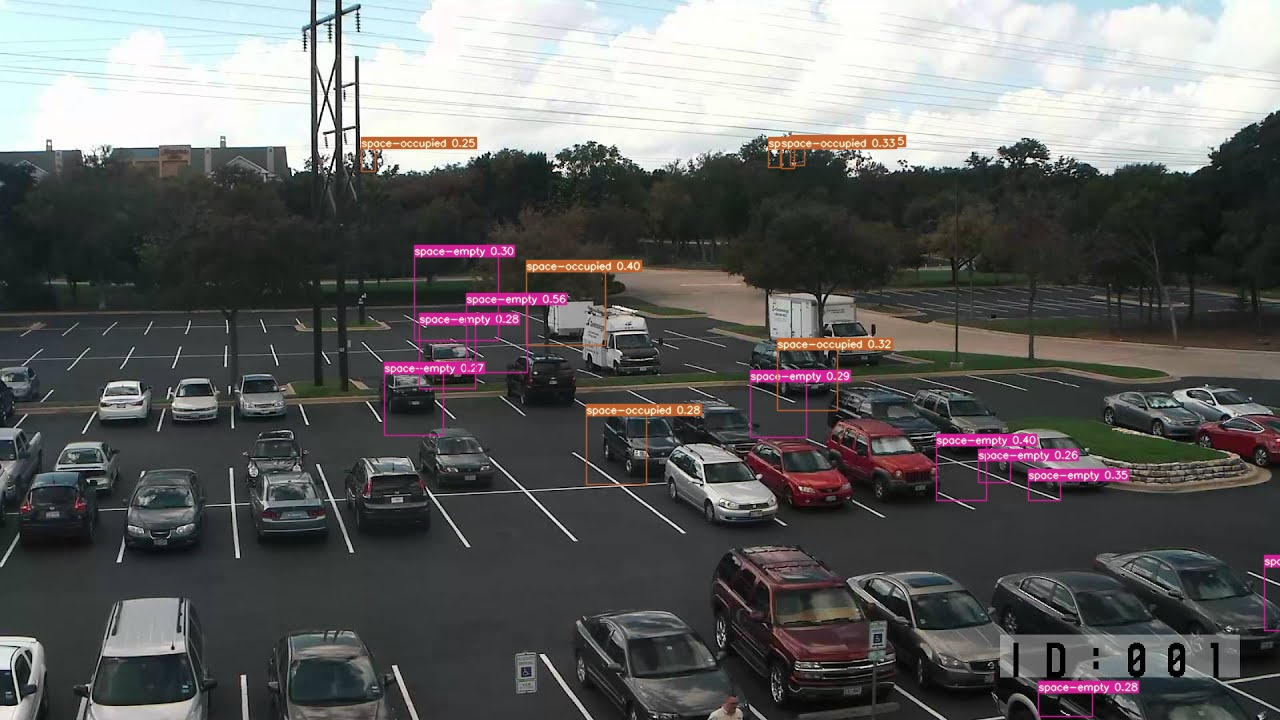 space-occupied 0.25
space-occupied 0.33
space-empty 0.30
space-occupied 0.40
space-empty 0.56
space-empty 0.28
space-occupied 0.32
space-empty 0.27
space-empty 0.29
space-occupied 0.28
space-empty 0.40
space-empty 0.26
space-empty 0.35
ID:001
space-empty 0.28